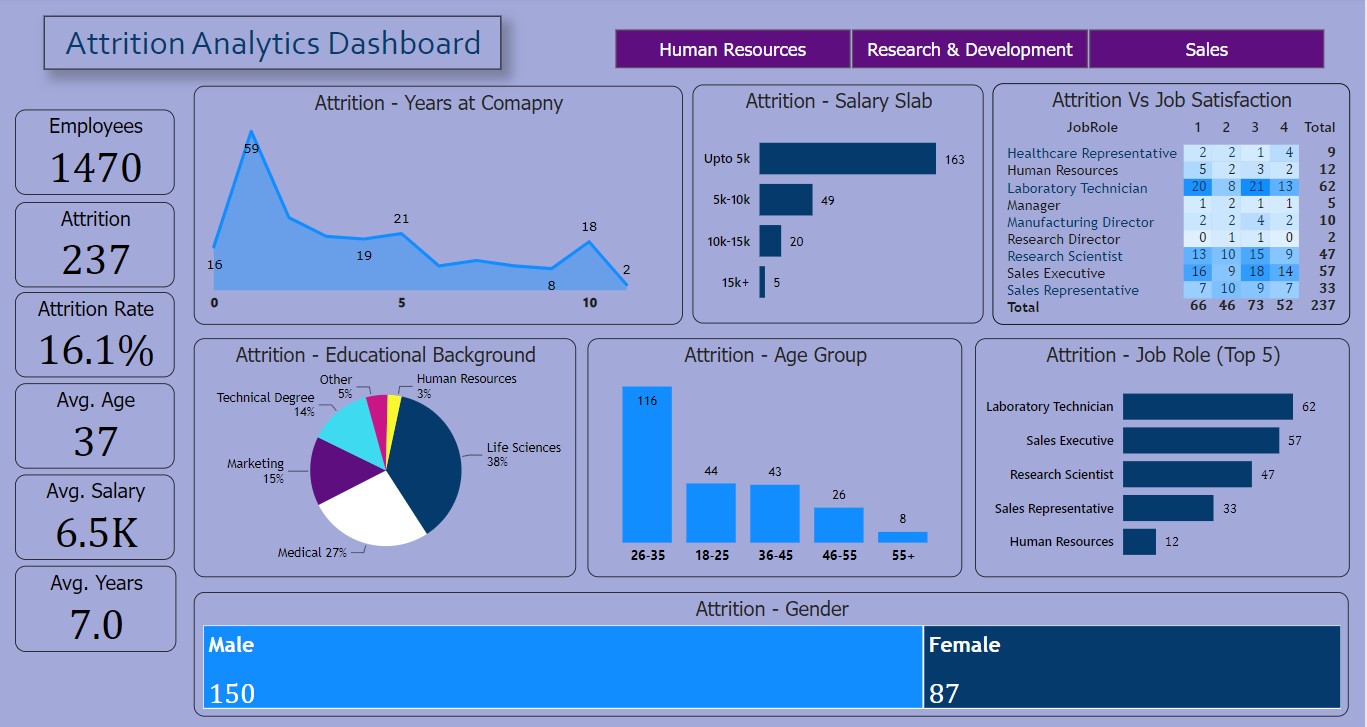 Attrition Analytics Dashboard
Human Resources
Research & Development
Sales
Employees
1470
Attrition
237
Attrition Rate
16.1%
Avg. Age
37
Avg. Salary
6.5K
Avg. Years
7.0
Attrition - Years at Comapny
59
16
19
21
8
18
2
0 5 10
Attrition - Salary Slab
Upto 5k 163
5k-10k 49
10k-15k 20
15k+ 5
Attrition Vs Job Satisfaction
JobRole 1 2 3 4 Total
Healthcare Representative 2 2 1 4 9
Human Resources 5 2 3 2 12
Laboratory Technician 20 8 21 13 62
Manager 1 2 1 1 5
Manufacturing Director 2 2 4 2 10
Research Director 0 1 1 0 2
Research Scientist 13 10 15 9 47
Sales Executive 16 9 18 14 57
Sales Representative 7 10 9 7 33
Total 66 46 73 52 237
Attrition - Educational Background
Other
5%
Human Resources
3%
Technical Degree
14%
Life Sciences
38%
Marketing
15%
Medical 27%
Attrition - Age Group
116 44 43 26 8
26-35 18-25 36-45 46-55 55+
Attrition - Job Role (Top 5)
Laboratory Technician 62
Sales Executive 57
Research Scientist 47
Sales Representative 33
Human Resources 12
Attrition - Gender
Male
150
Female
87